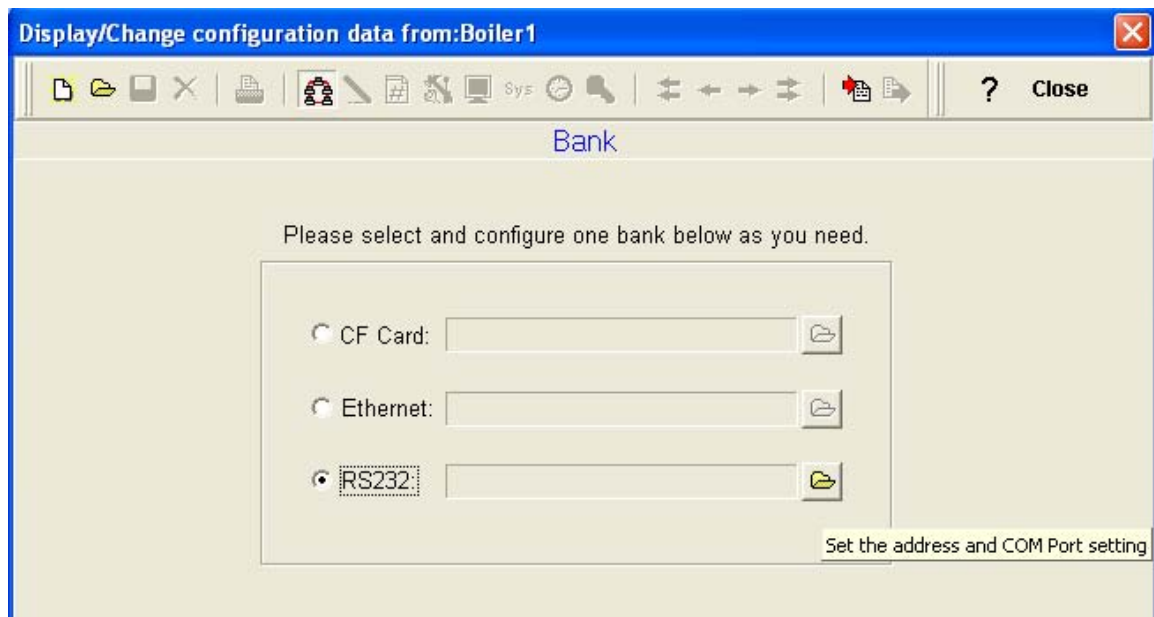 Display/Change configuration data from:Boiler1
Sys ? Close
Bank
Please select and configure one bank below as you need.
CF Card:
Ethernet:
RS232:
Set the address and COM Port setting